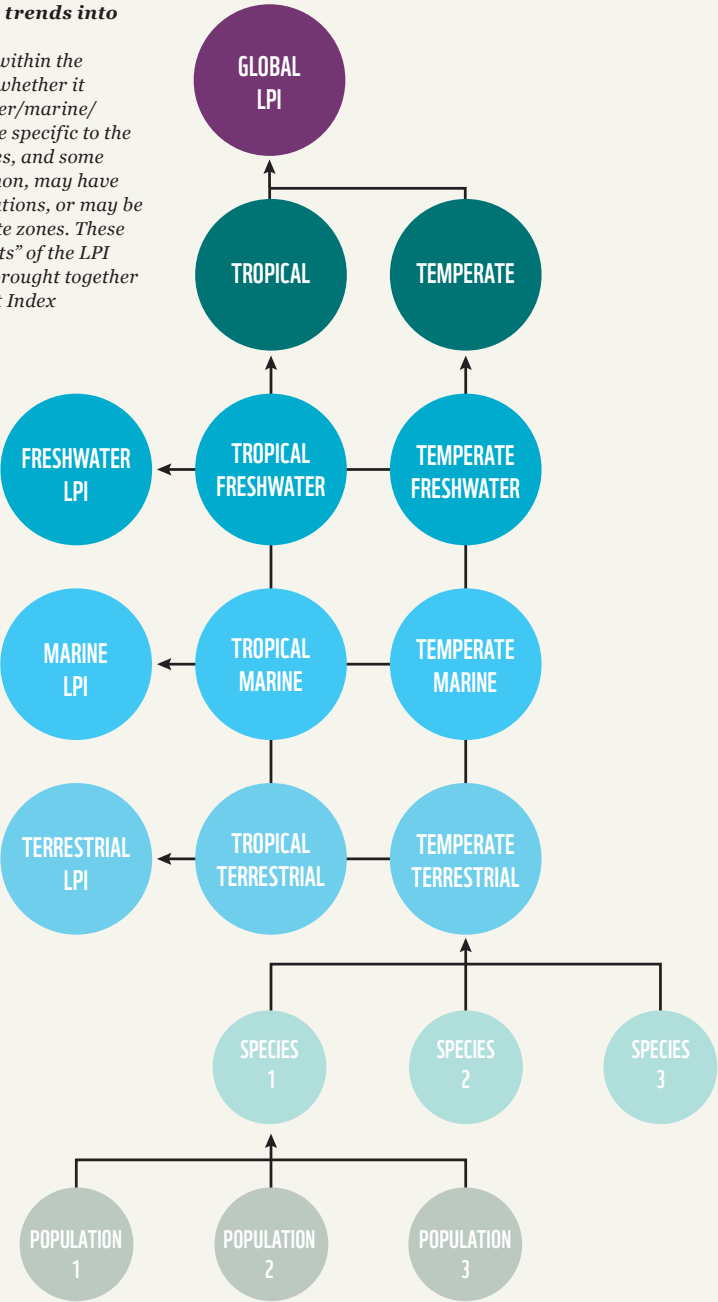 trends into
within the
whether it
er/marine/
e specific to the
es, and some
non, may have
ations, or may be
te zones. These
ts” of the LPI
brought together
t Index
GLOBAL
LPI
TROPICAL
TEMPERATE
FRESHWATER
LPI
TROPICAL
FRESHWATER
TEMPERATE
FRESHWATER
MARINE
LPI
TROPICAL
MARINE
TEMPERATE
MARINE
TERRESTRIAL
LPI
TROPICAL
TERRESTRIAL
TEMPERATE
TERRESTRIAL
SPECIES
1
SPECIES
2
SPECIES
3
POPULATION
1
POPULATION
2
POPULATION
3